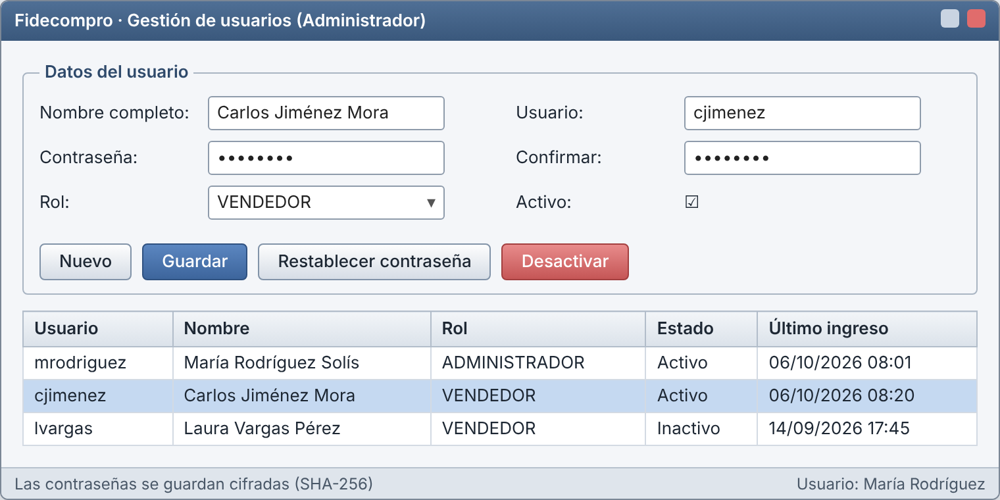 Fidecompro · Gestión de usuarios (Administrador)
Datos del usuario
Nombre completo: Carlos Jiménez Mora Usuario: cjimenez
Contraseña: •••••••• Confirmar: ••••••••
Rol: VENDEDOR ▼ Activo: ☑
Nuevo Guardar Restablecer contraseña Desactivar
Usuario Nombre Rol Estado Último ingreso
mrodriguez María Rodríguez Solís ADMINISTRADOR Activo 06/10/2026 08:01
cjimenez Carlos Jiménez Mora VENDEDOR Activo 06/10/2026 08:20
lvargas Laura Vargas Pérez VENDEDOR Inactivo 14/09/2026 17:45
Las contraseñas se guardan cifradas (SHA-256) Usuario: María Rodríguez